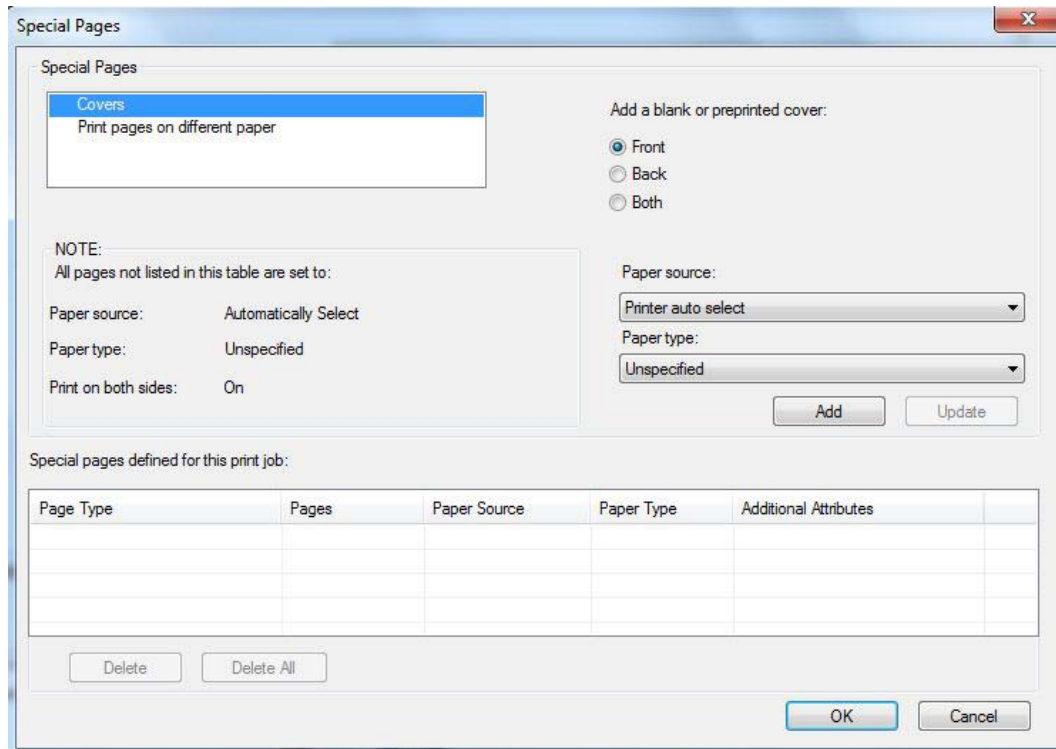 Special Pages
Special Pages
Covers
Print pages on different paper
Add a blank or preprinted cover:
Front
Back
Both
NOTE:
All pages not listed in this table are set to:
Paper source: Automatically Select
Paper type: Unspecified
Print on both sides: On
Paper source:
Printer auto select
Paper type:
Unspecified
Add Update
Special pages defined for this print job:
Page Type Pages Paper Source Paper Type Additional Attributes
Delete Delete All
OK Cancel